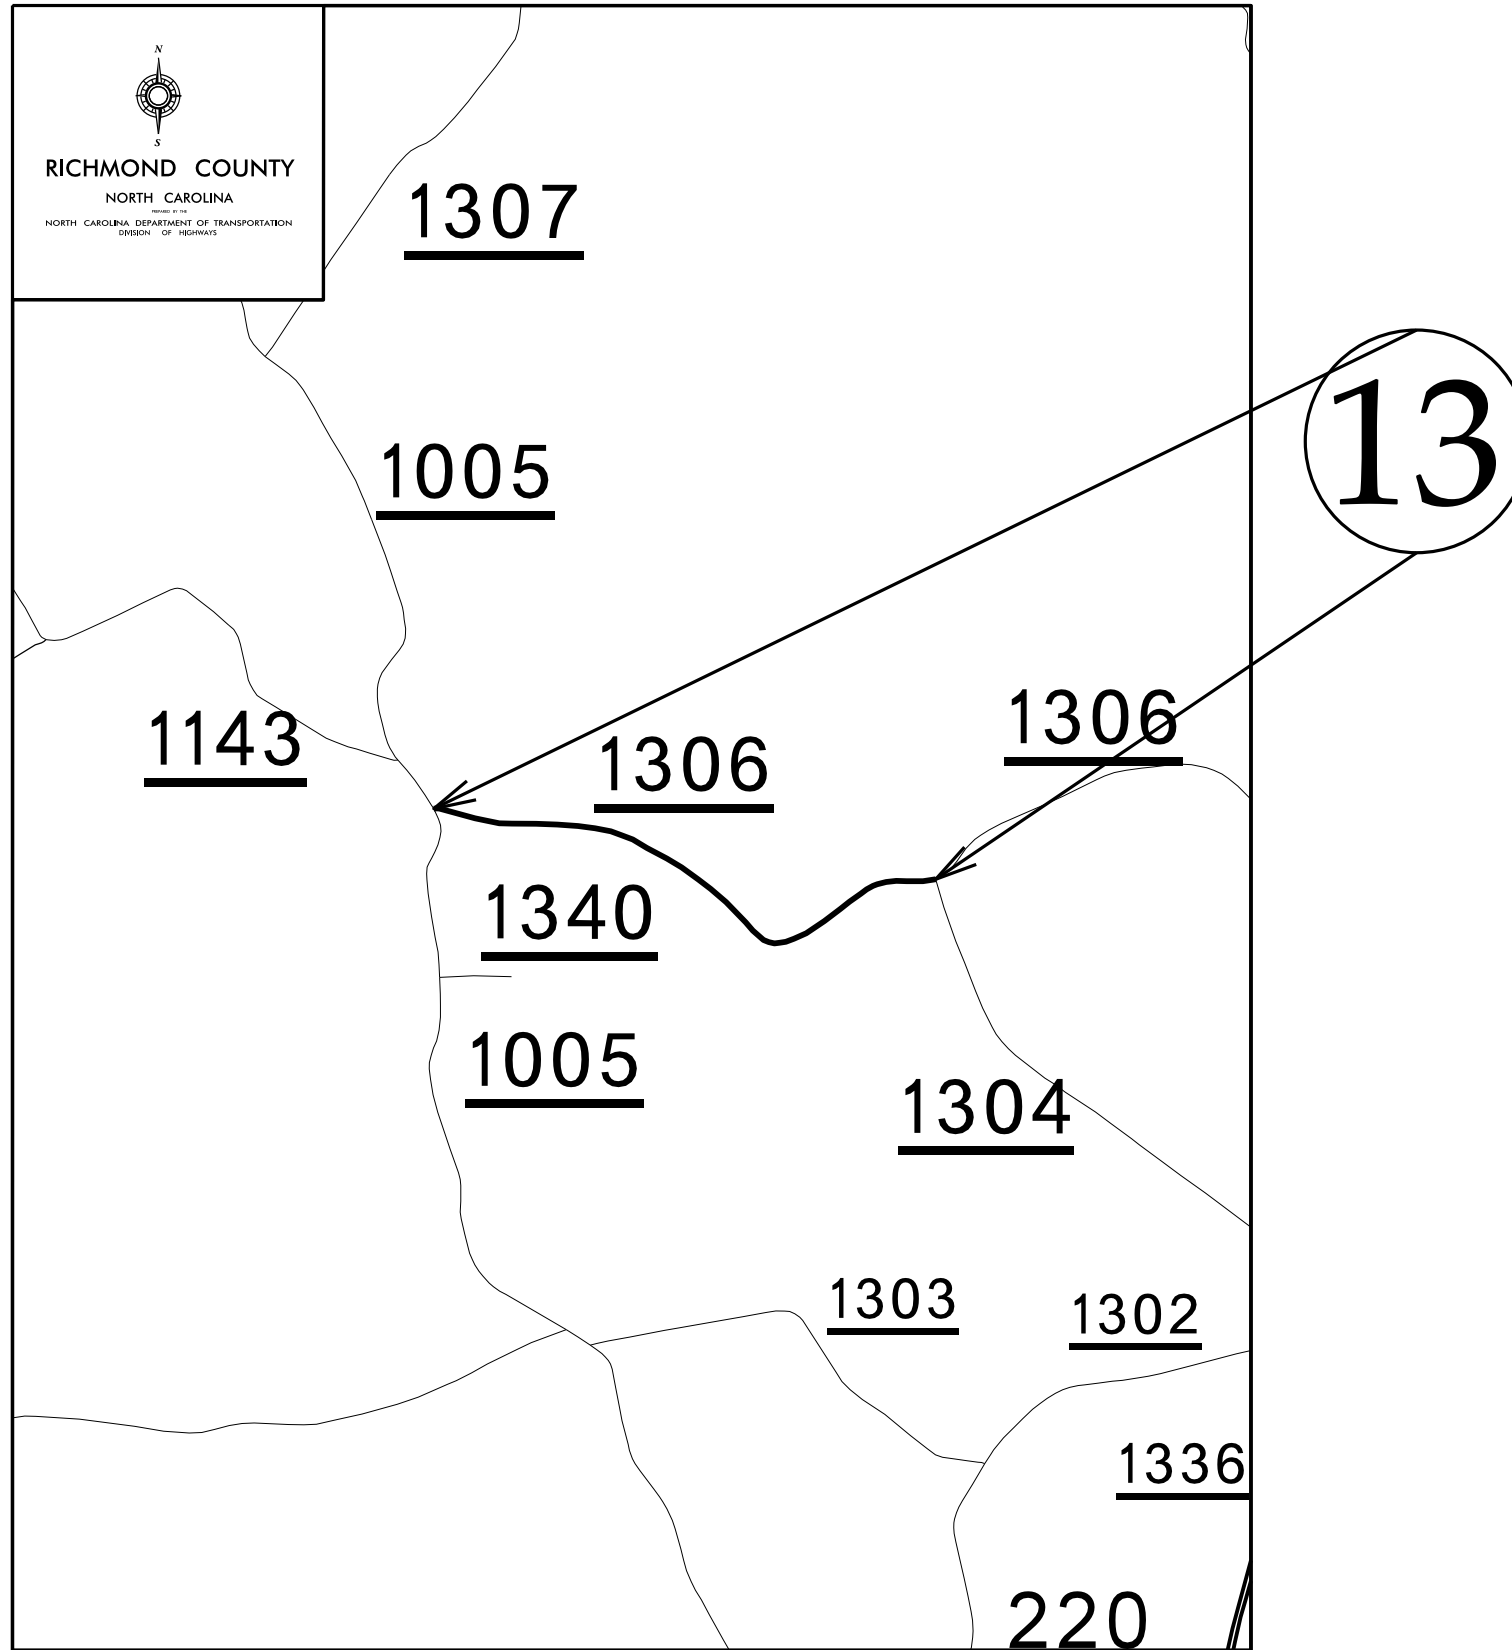 N
S
RICHMOND COUNTY
NORTH CAROLINA
PREPARED BY THE
NORTH CAROLINA DEPARTMENT OF TRANSPORTATION
DIVISION OF HIGHWAYS
1307
13
1005
1306
1143
1306
1340
1005
1304
1303
1302
1336
220